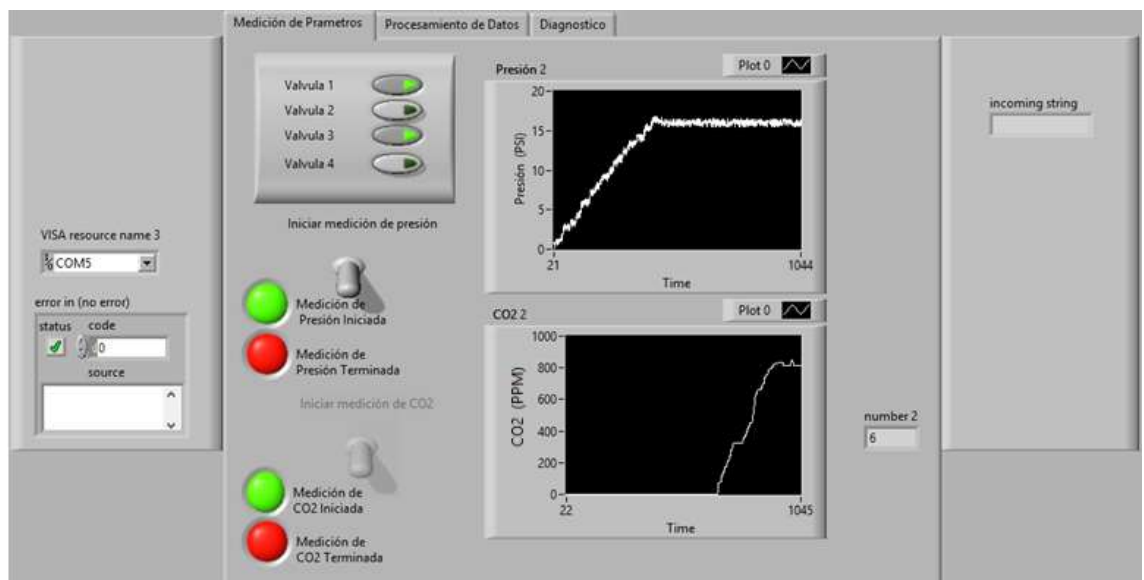 Medición de Prametros
Procesamiento de Datos
Diagnostico
VISA resource name 3
COM5
error in (no error)
status
code
0
source
Valvula 1
Valvula 2
Valvula 3
Valvula 4
Iniciar medición de presión
Medición de
Presión Iniciada
Medición de
Presión Terminada
Iniciar medición de CO2
Medición de
CO2 Iniciada
Medición de
CO2 Terminada
Presión 2
Plot 0
Presión (PSI)
20
15
10
5
0
21
1044
Time
CO2 2
Plot 0
CO2 (PPM)
1000
800
600
400
200
0
22
1045
Time
number 2
6
incoming string